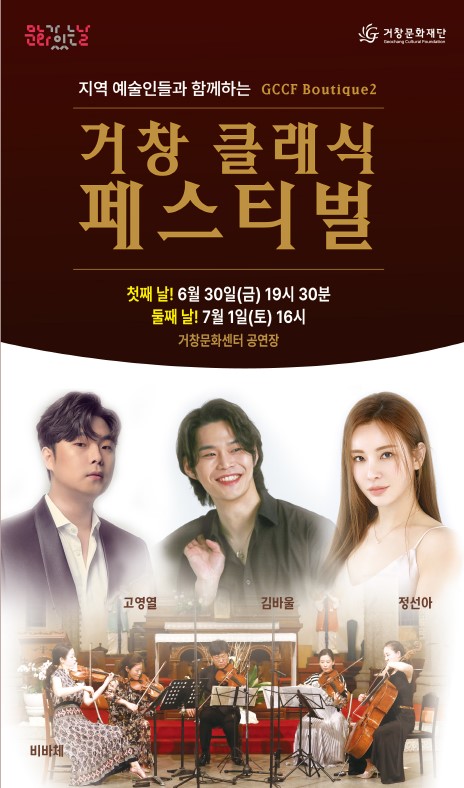 문화가 있는날
거창문화재단
Geochang Cultural Foundation
지역 예술인들과 함께하는 GCCF Boutique2
거창 클래식
페스티벌
첫째 날! 6월 30일(금) 19시 30분
둘째 날! 7월 1일(토) 16시
거창문화센터 공연장
고영열
김바울
정선아
비바체